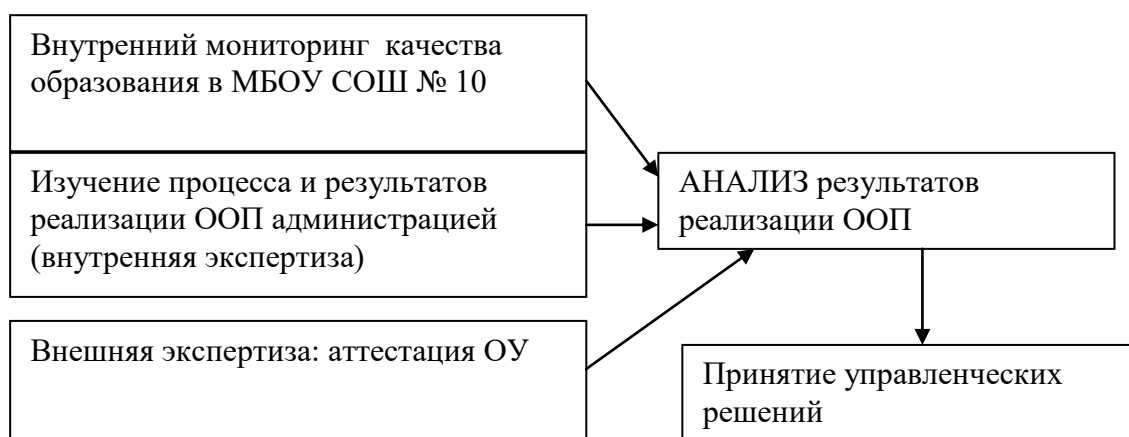 Внутренний мониторинг качества
образования в МБОУ СОШ № 10
Изучение процесса и результатов
реализации ООП администрацией
(внутренняя экспертиза)
Внешняя экспертиза: аттестация ОУ
АНАЛИЗ результатов
реализации ООП
Принятие управленческих
решений